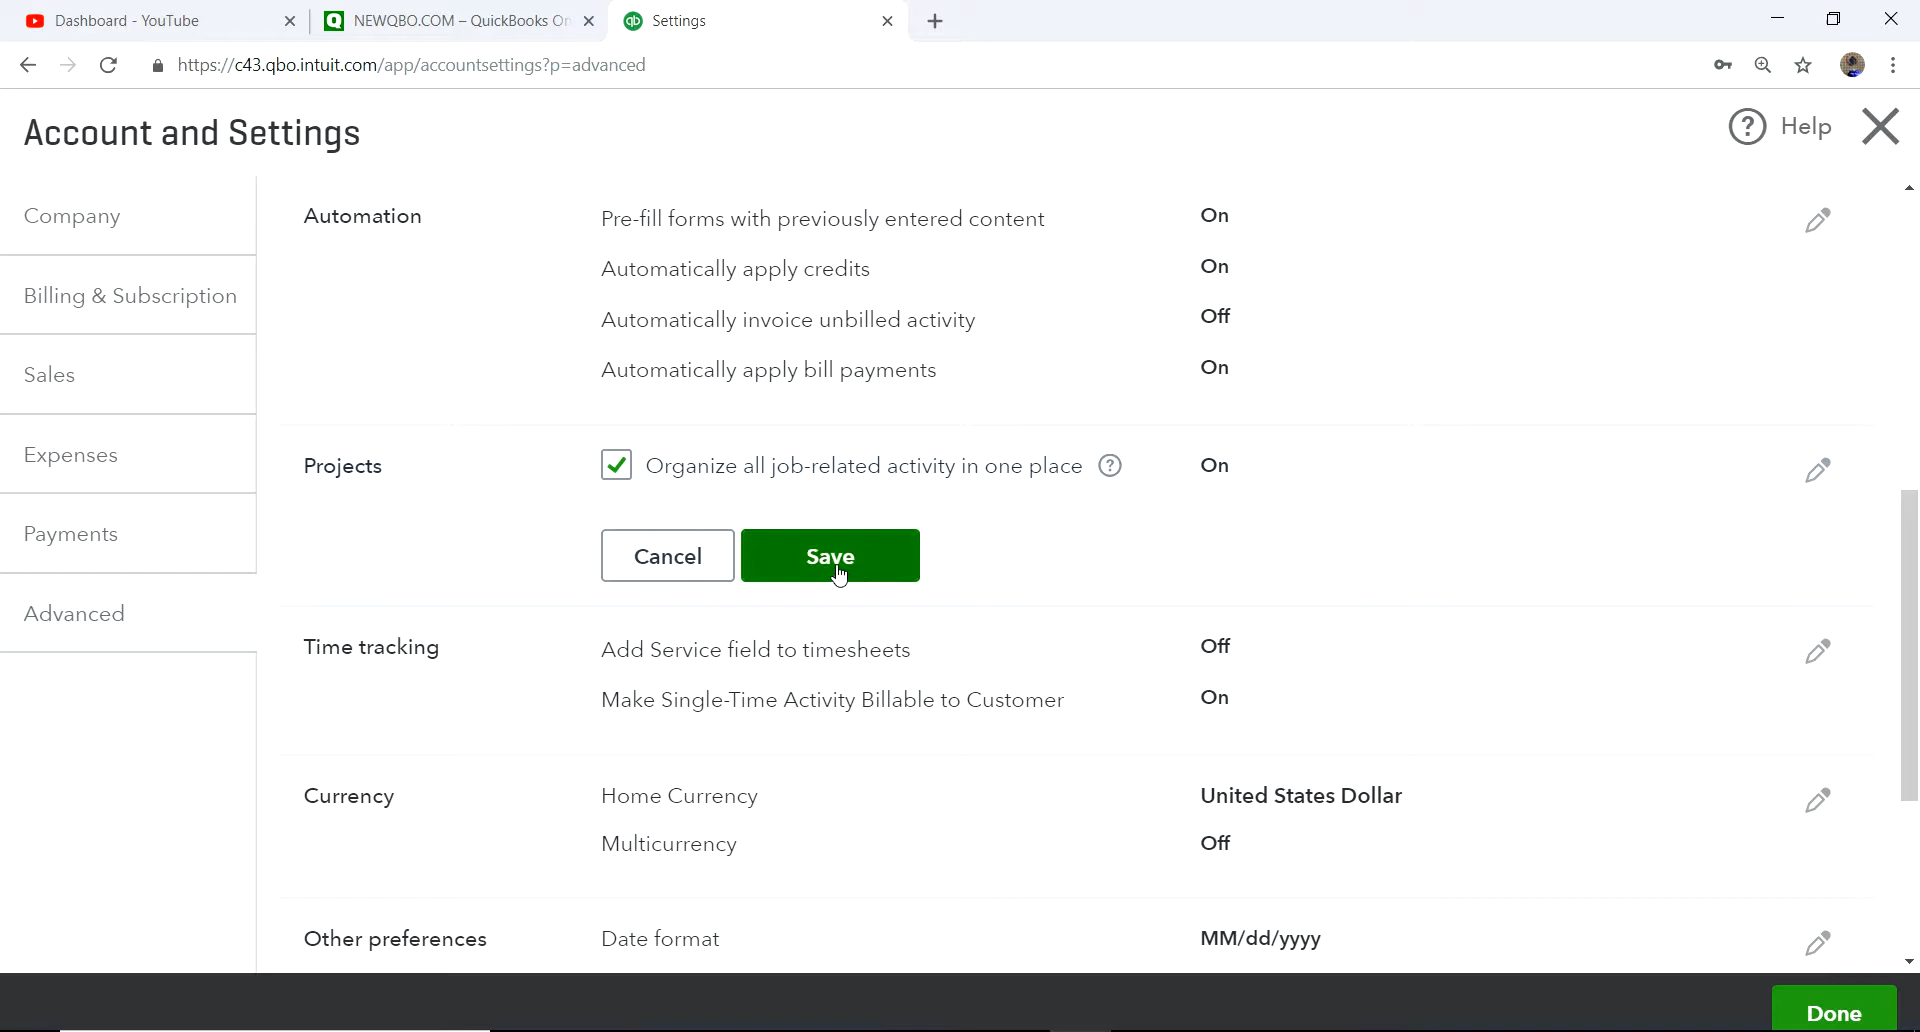 Dashboard - YouTube
NEWQBO.COM – QuickBooks On
qb Settings
https://c43.qbo.intuit.com/app/accountsettings?p=advanced
Account and Settings
? Help
Company
Billing & Subscription
Sales
Expenses
Payments
Advanced
Automation
Pre-fill forms with previously entered content On
Automatically apply credits On
Automatically invoice unbilled activity Off
Automatically apply bill payments On
Projects Organize all job-related activity in one place ? On
Cancel Save
Time tracking Add Service field to timesheets Off
Make Single-Time Activity Billable to Customer On
Currency Home Currency United States Dollar
Multicurrency Off
Other preferences Date format MM/dd/yyyy
Done